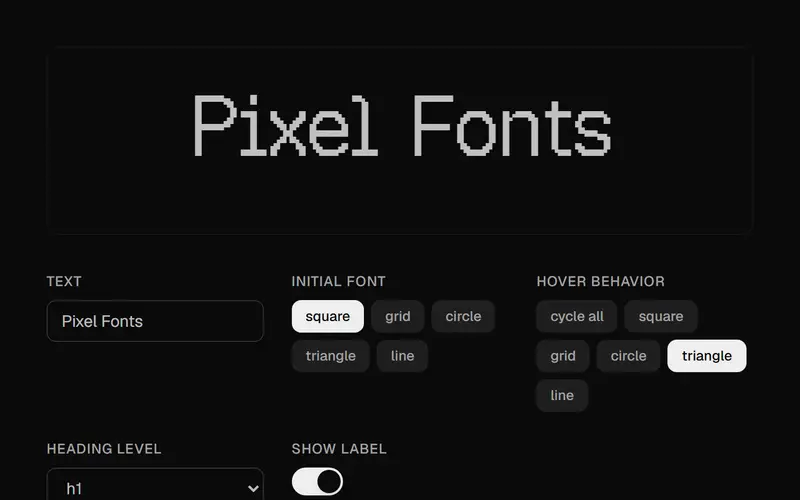 Pixel Fonts
TEXT
Pixel Fonts
INITIAL FONT
square grid circle
triangle line
HOVER BEHAVIOR
cycle all square
grid circle triangle
line
HEADING LEVEL
h1
SHOW LABEL